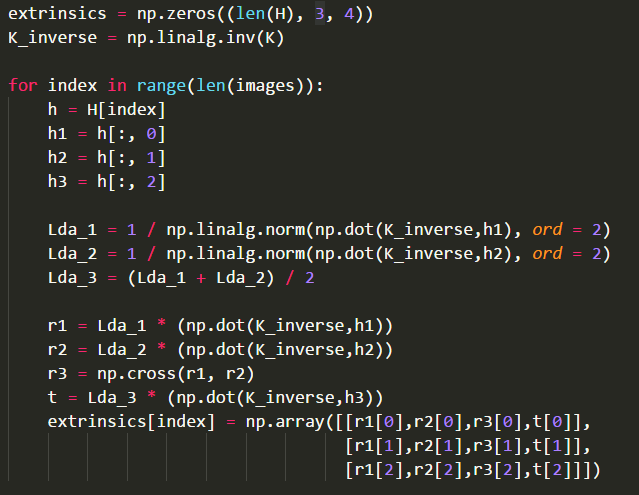 extrinsics = np.zeros((len(H), 3, 4))
K_inverse = np.linalg.inv(K)
for index in range(len(images)):
    h = H[index]
    h1 = h[:, 0]
    h2 = h[:, 1]
    h3 = h[:, 2]
    Lda_1 = 1 / np.linalg.norm(np.dot(K_inverse,h1), ord = 2)
    Lda_2 = 1 / np.linalg.norm(np.dot(K_inverse,h2), ord = 2)
    Lda_3 = (Lda_1 + Lda_2) / 2
    r1 = Lda_1 * (np.dot(K_inverse,h1))
    r2 = Lda_2 * (np.dot(K_inverse,h2))
    r3 = np.cross(r1, r2)
    t = Lda_3 * (np.dot(K_inverse,h3))
    extrinsics[index] = np.array([[r1[0],r2[0],r3[0],t[0]],
                                  [r1[1],r2[1],r3[1],t[1]],
                                  [r1[2],r2[2],r3[2],t[2]]])